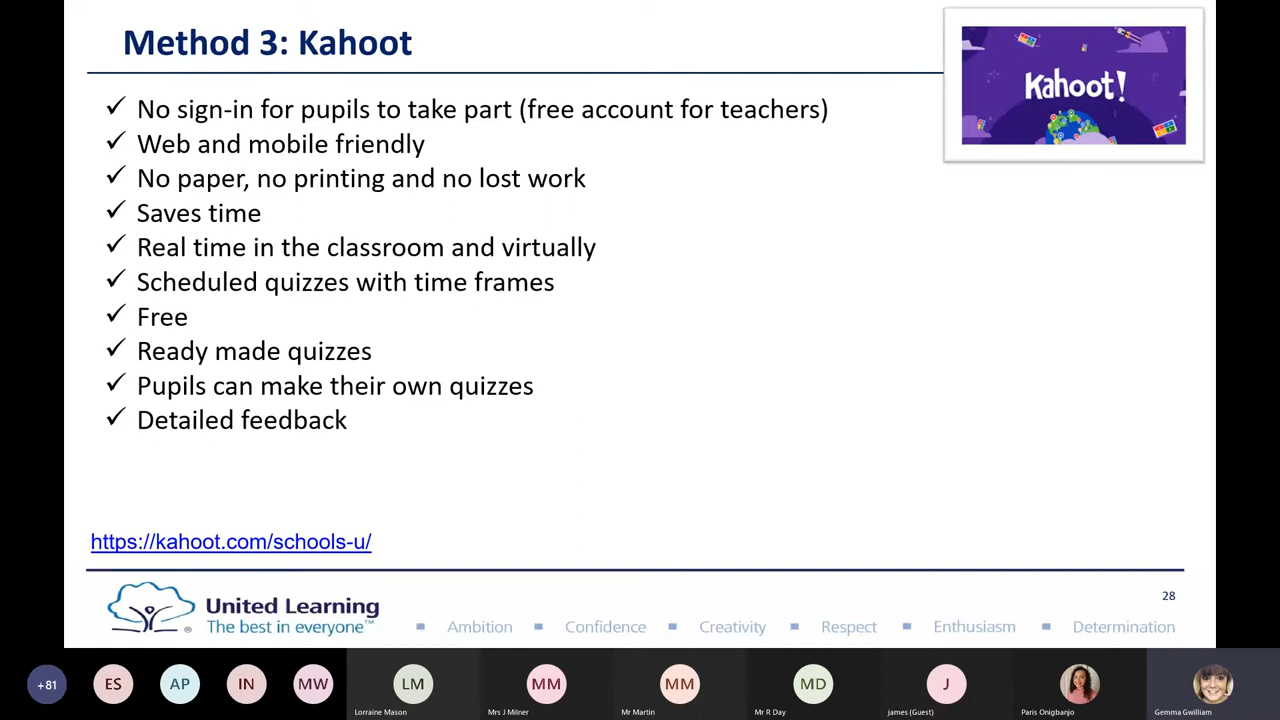 Method 3: Kahoot
Kahoot!
✓ No sign-in for pupils to take part (free account for teachers)
✓ Web and mobile friendly
✓ No paper, no printing and no lost work
✓ Saves time
✓ Real time in the classroom and virtually
✓ Scheduled quizzes with time frames
✓ Free
✓ Ready made quizzes
✓ Pupils can make their own quizzes
✓ Detailed feedback
https://kahoot.com/schools-u/
28
United Learning
The best in everyone™
®
■ Ambition ■ Confidence ■ Creativity ■ Respect ■ Enthusiasm ■ Determination
+81 ES AP IN MW LM MM MM MD J
Lorraine Mason Mrs J Milner Mr Martin Mr R Day james (Guest) Paris Onigbanjo Gemma Gwilliam